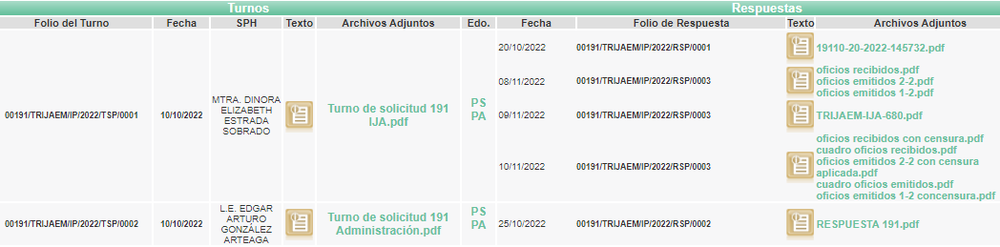 Turnos Respuestas
Folio del Turno Fecha SPH Texto Archivos Adjuntos Edo. Fecha Folio de Respuesta Texto Archivos Adjuntos
00191/TRIJAEM/IP/2022/TSP/0001
10/10/2022
MTRA. DINORA
ELIZABETH
ESTRADA
SOBRADO
Turno de solicitud 191
IJA.pdf
PS
PA
20/10/2022 00191/TRIJAEM/IP/2022/RSP/0001 19110-20-2022-145732.pdf
08/11/2022 00191/TRIJAEM/IP/2022/RSP/0003
oficios recibidos.pdf
oficios emitidos 2-2.pdf
oficios emitidos 1-2.pdf
09/11/2022 00191/TRIJAEM/IP/2022/RSP/0003 TRIJAEM-IJA-680.pdf
10/11/2022 00191/TRIJAEM/IP/2022/RSP/0003
oficios recibidos con censura.pdf
cuadro oficios recibidos.pdf
oficios emitidos 2-2 con censura
aplicada.pdf
cuadro oficios emitidos.pdf
oficios emitidos 1-2 concensura.pdf
00191/TRIJAEM/IP/2022/TSP/0002
10/10/2022
L.E. EDGAR
ARTURO
GONZÁLEZ
ARTEAGA
Turno de solicitud 191
Administración.pdf
PS
PA
25/10/2022 00191/TRIJAEM/IP/2022/RSP/0002 RESPUESTA 191.pdf